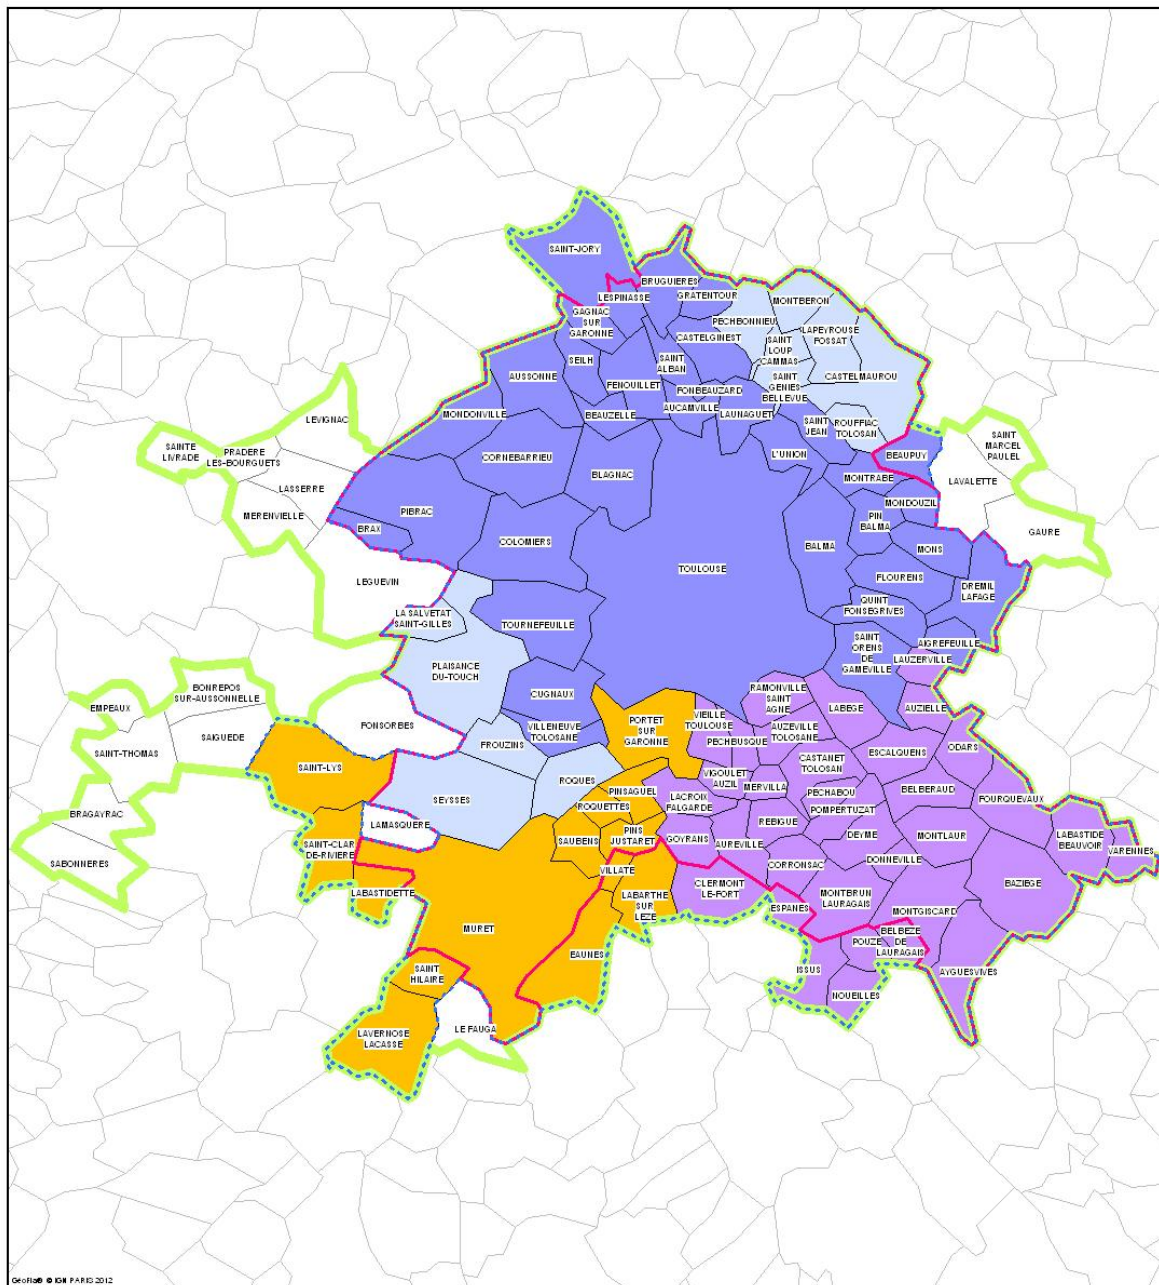 SAINT-JORY
BRUGUIERES
LESPINASSE
GRATENTOUR
MONTBERON
GAGNAC
SUR
GARONNE
PECHBONNIEU
LAPEYROUSE
FOSSAT
CASTELGINEST
SAINT
LOUP
CAMMAS
SEILH
SAINT
ALBAN
AUSSONNE
FENOUILLET
FONBEAUZARD
SAINT
GENIES
BELLEVUE
CASTELMAUROU
MONDONVILLE
BEAUZELLE
AUCAMVILLE
LAUNAGUET
SAINT
JEAN
ROUFFIAC
TOLOSAN
LEVIGNAC
SAINTE
LIVRADE
PRADERE
LES-BOURGUETS
CORNEBARRIEU
BLAGNAC
L'UNION
BEAUPUY
SAINT
MARCEL
PAULEL
LASSERRE
MONTRABE
LAVALETTE
MERENVIELLE
PIBRAC
MONDOUZIL
BRAX
COLOMIERS
PIN
BALMA
BALMA
MONS
GAURE
LEGUEVIN
TOULOUSE
FLOURENS
DREMIL
LAFAGE
LA SALVETAT
SAINT-GILLES
TOURNEFEUILLE
QUINT
FONSEGRIVES
SAINT
ORENS
DE
GAMEVILLE
AIGREFEUILLE
LAUZERVILLE
PLAISANCE
DU-TOUCH
BONREPOS
SUR-AUSSONNELLE
EMPEAUX
CUGNAUX
RAMONVILLE
SAINT
AGNE
LABEGE
AUZIELLE
FONSORBES
VILLENEUVE
TOLOSANE
PORTET
SUR
GARONNE
VIEILLE
TOULOUSE
AUZEVILLE
TOLOSANE
SAIGUEDE
SAINT-THOMAS
FROUZINS
PECHBUSQUE
ESCALQUENS
ODARS
SAINT-LYS
CASTANET
TOLOSAN
ROQUES
VIGOULET
AUZIL
MERVILLA
PECHABOU
BELBERAUD
FOURQUEVAUX
SEYSSES
PINSAGUEL
LACROIX
FALGARDE
ROQUETTES
POMPERTUZAT
BRAGAYRAC
LAMASQUERE
REBIGUE
DEYME
MONTLAUR
LABASTIDE
BEAUVOIR
VARENNES
SAUBENS
PINS
JUSTARET
GOYRANS
AUREVILLE
SAINT-CLAR
DE-RIVIERE
SABONNERES
VILLATE
CORRONSAC
DONNEVILLE
BAZIEGE
LABASTIDETTE
LABARTHE
SUR
LEZE
CLERMONT
LE-FORT
ESPANES
MONTBRUN
LAURAGAIS
MONTGISCARD
MURET
BELBEZE
DE
LAURAGAIS
POUZE
EAUNES
SAINT
HILAIRE
ISSUS
AYGUESVIVES
NOUEILLES
LE FAUGA
LAVERNOSE
LACASSE
GéoFla® © IGN PARIS 2012